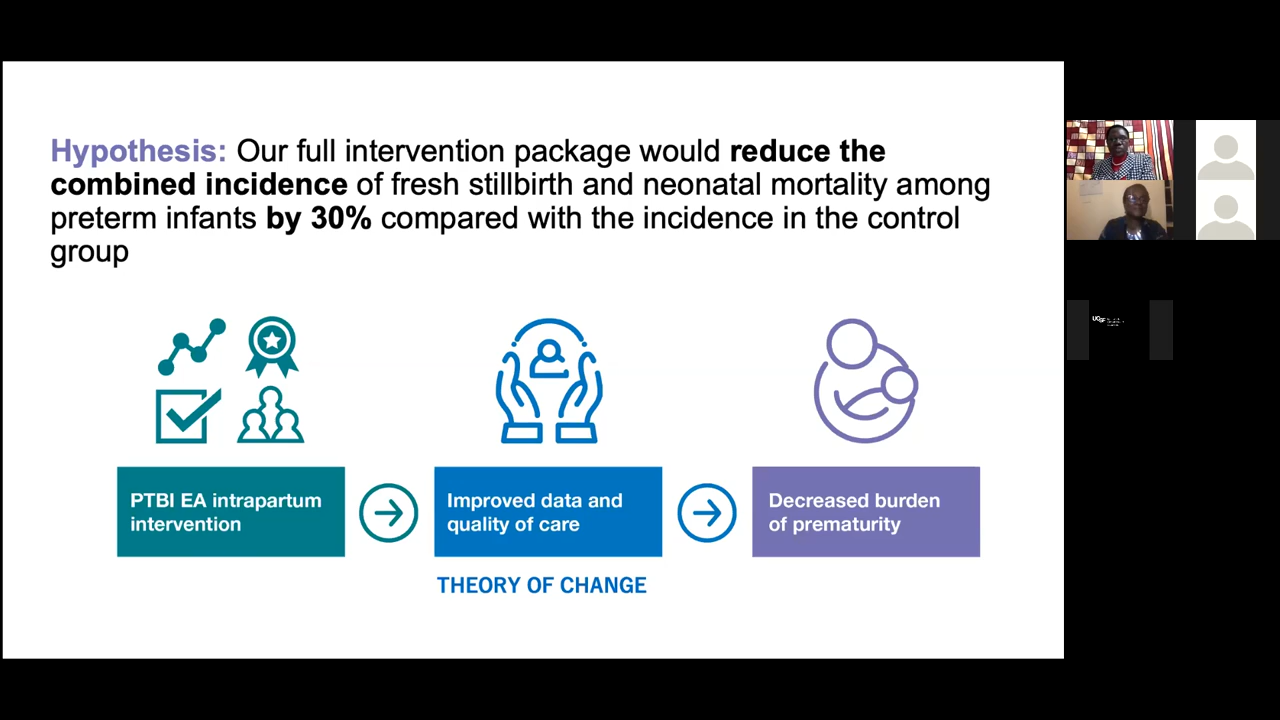 Hypothesis: Our full intervention package would reduce the
combined incidence of fresh stillbirth and neonatal mortality among
preterm infants by 30% compared with the incidence in the control
group
PTBI EA intrapartum
intervention
Improved data and
quality of care
Decreased burden
of prematurity
THEORY OF CHANGE
UCSF